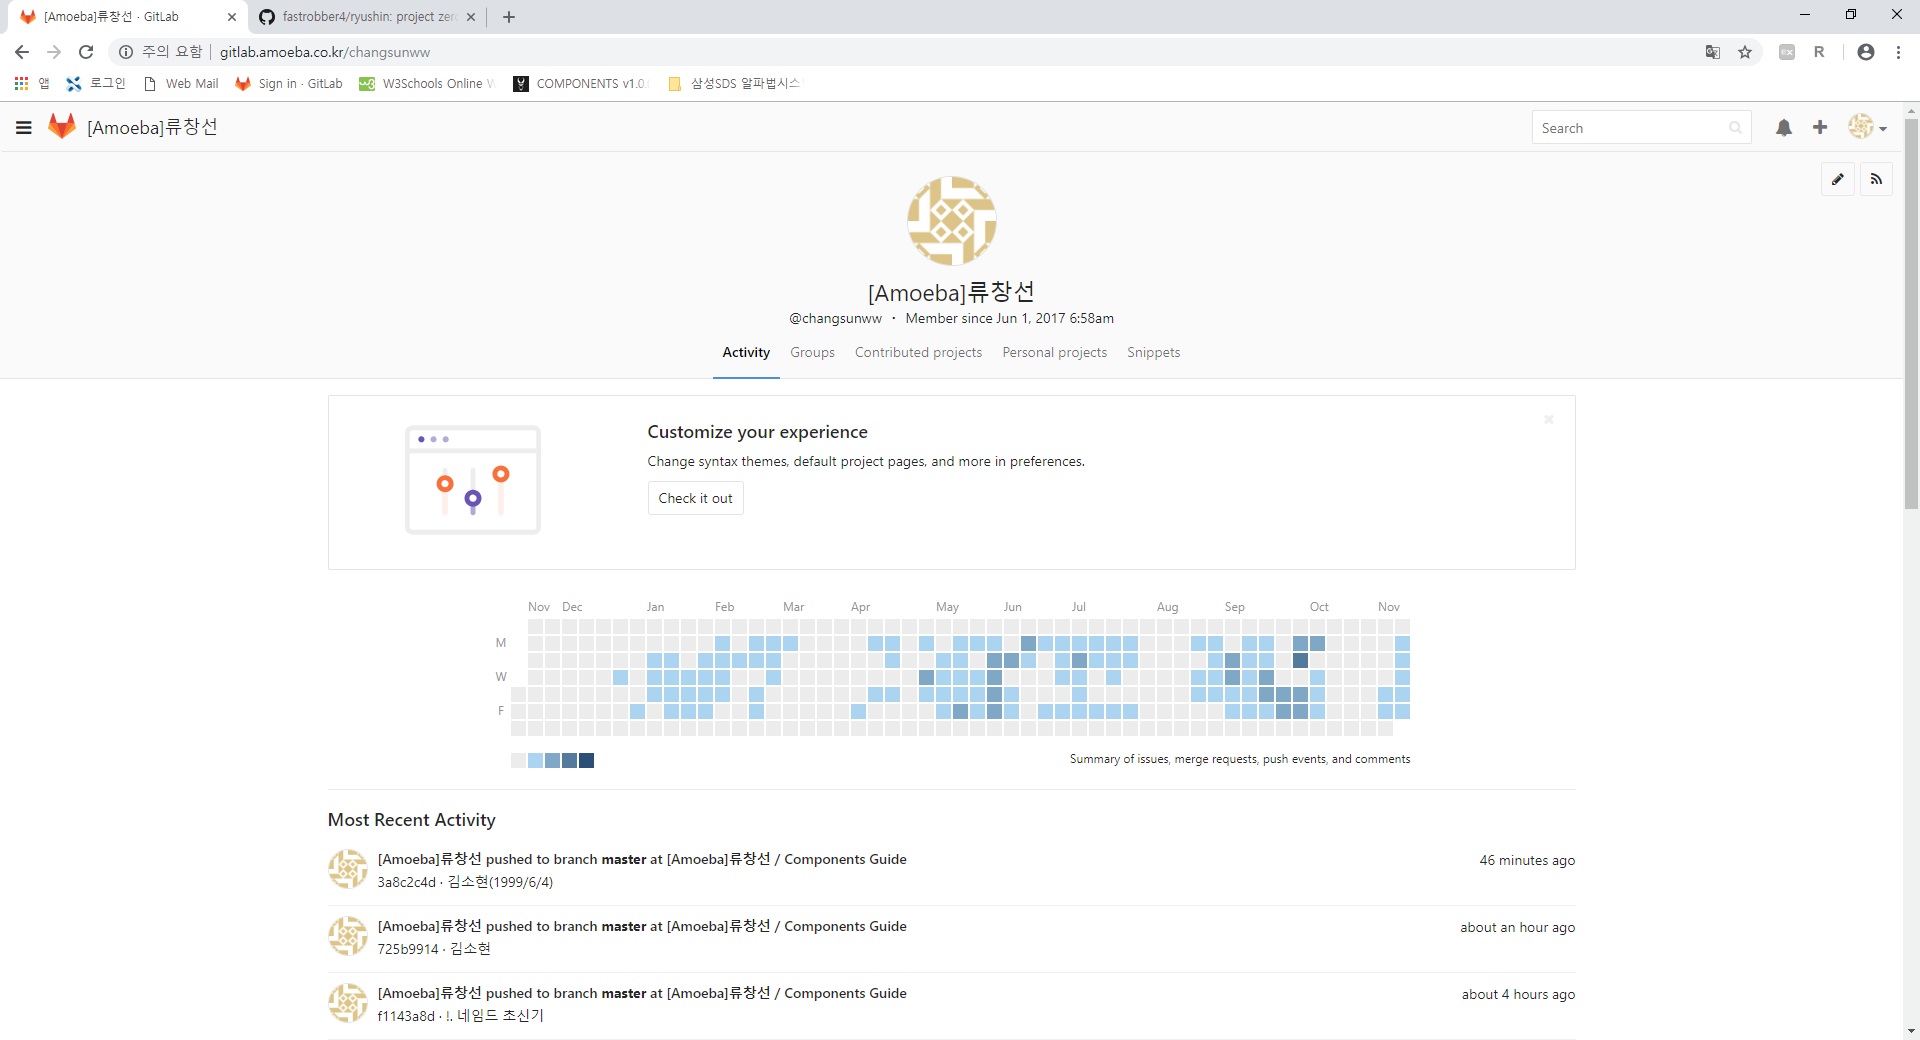 [Amoeba]류창선 · GitLab
fastrobber4/ryushin: project zero
주의 요함 | gitlab.amoeba.co.kr/changsunww
R
앱 로그인 Web Mail Sign in · GitLab W3Schools Online W COMPONENTS v1.0. 삼성SDS 알파법시스
[Amoeba]류창선
Search
[Amoeba]류창선
@changsunww · Member since Jun 1, 2017 6:58am
Activity Groups Contributed projects Personal projects Snippets
Customize your experience
Change syntax themes, default project pages, and more in preferences.
Check it out
Nov Dec Jan Feb Mar Apr May Jun Jul Aug Sep Oct Nov
M
W
F
Summary of issues, merge requests, push events, and comments
Most Recent Activity
[Amoeba]류창선 pushed to branch master at [Amoeba]류창선 / Components Guide
46 minutes ago
3a8c2c4d · 김소현(1999/6/4)
[Amoeba]류창선 pushed to branch master at [Amoeba]류창선 / Components Guide
about an hour ago
725b9914 · 김소현
[Amoeba]류창선 pushed to branch master at [Amoeba]류창선 / Components Guide
about 4 hours ago
f1143a8d · !. 네임드 초신기